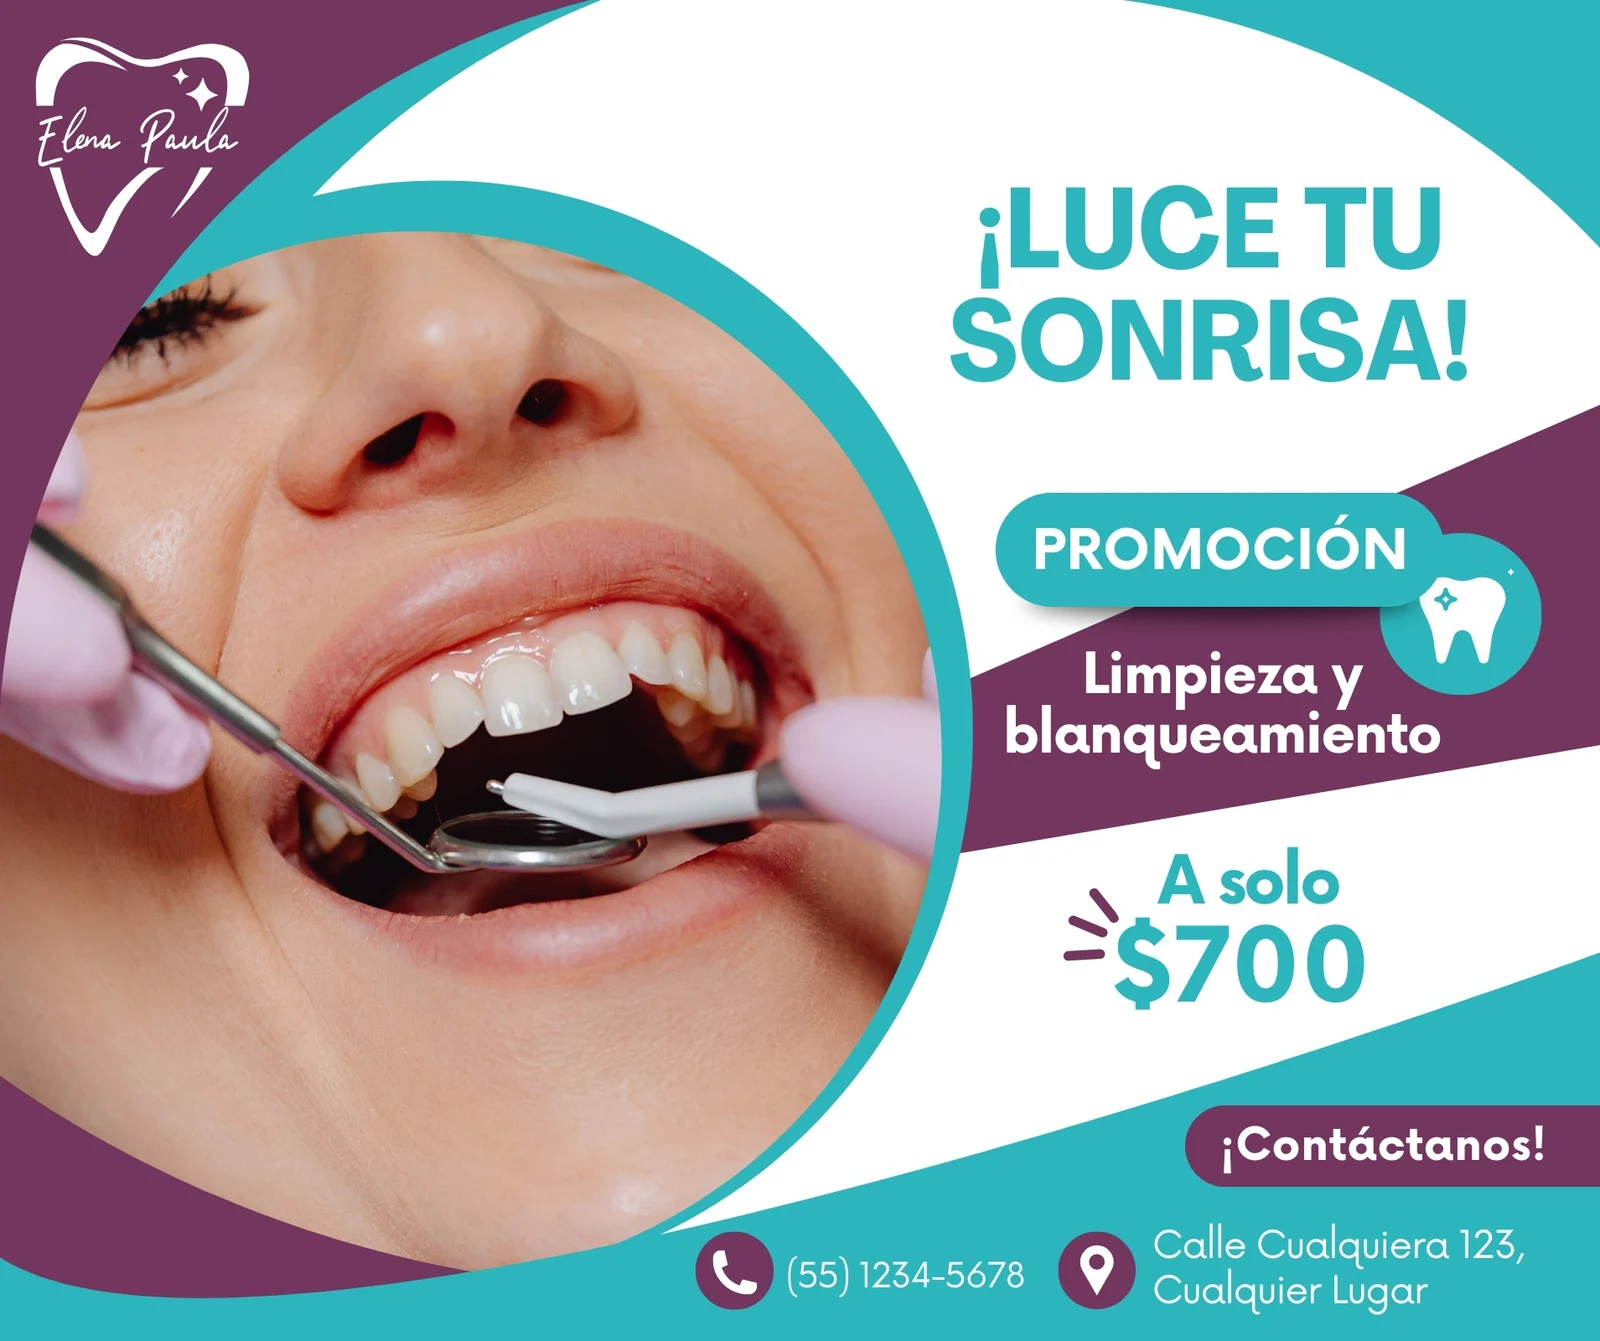 Elena Paula
¡LUCE TU
SONRISA!
PROMOCIÓN
Limpieza y
blanqueamiento
A solo
$700
¡Contáctanos!
(55) 1234-5678
Calle Cualquiera 123,
Cualquier Lugar